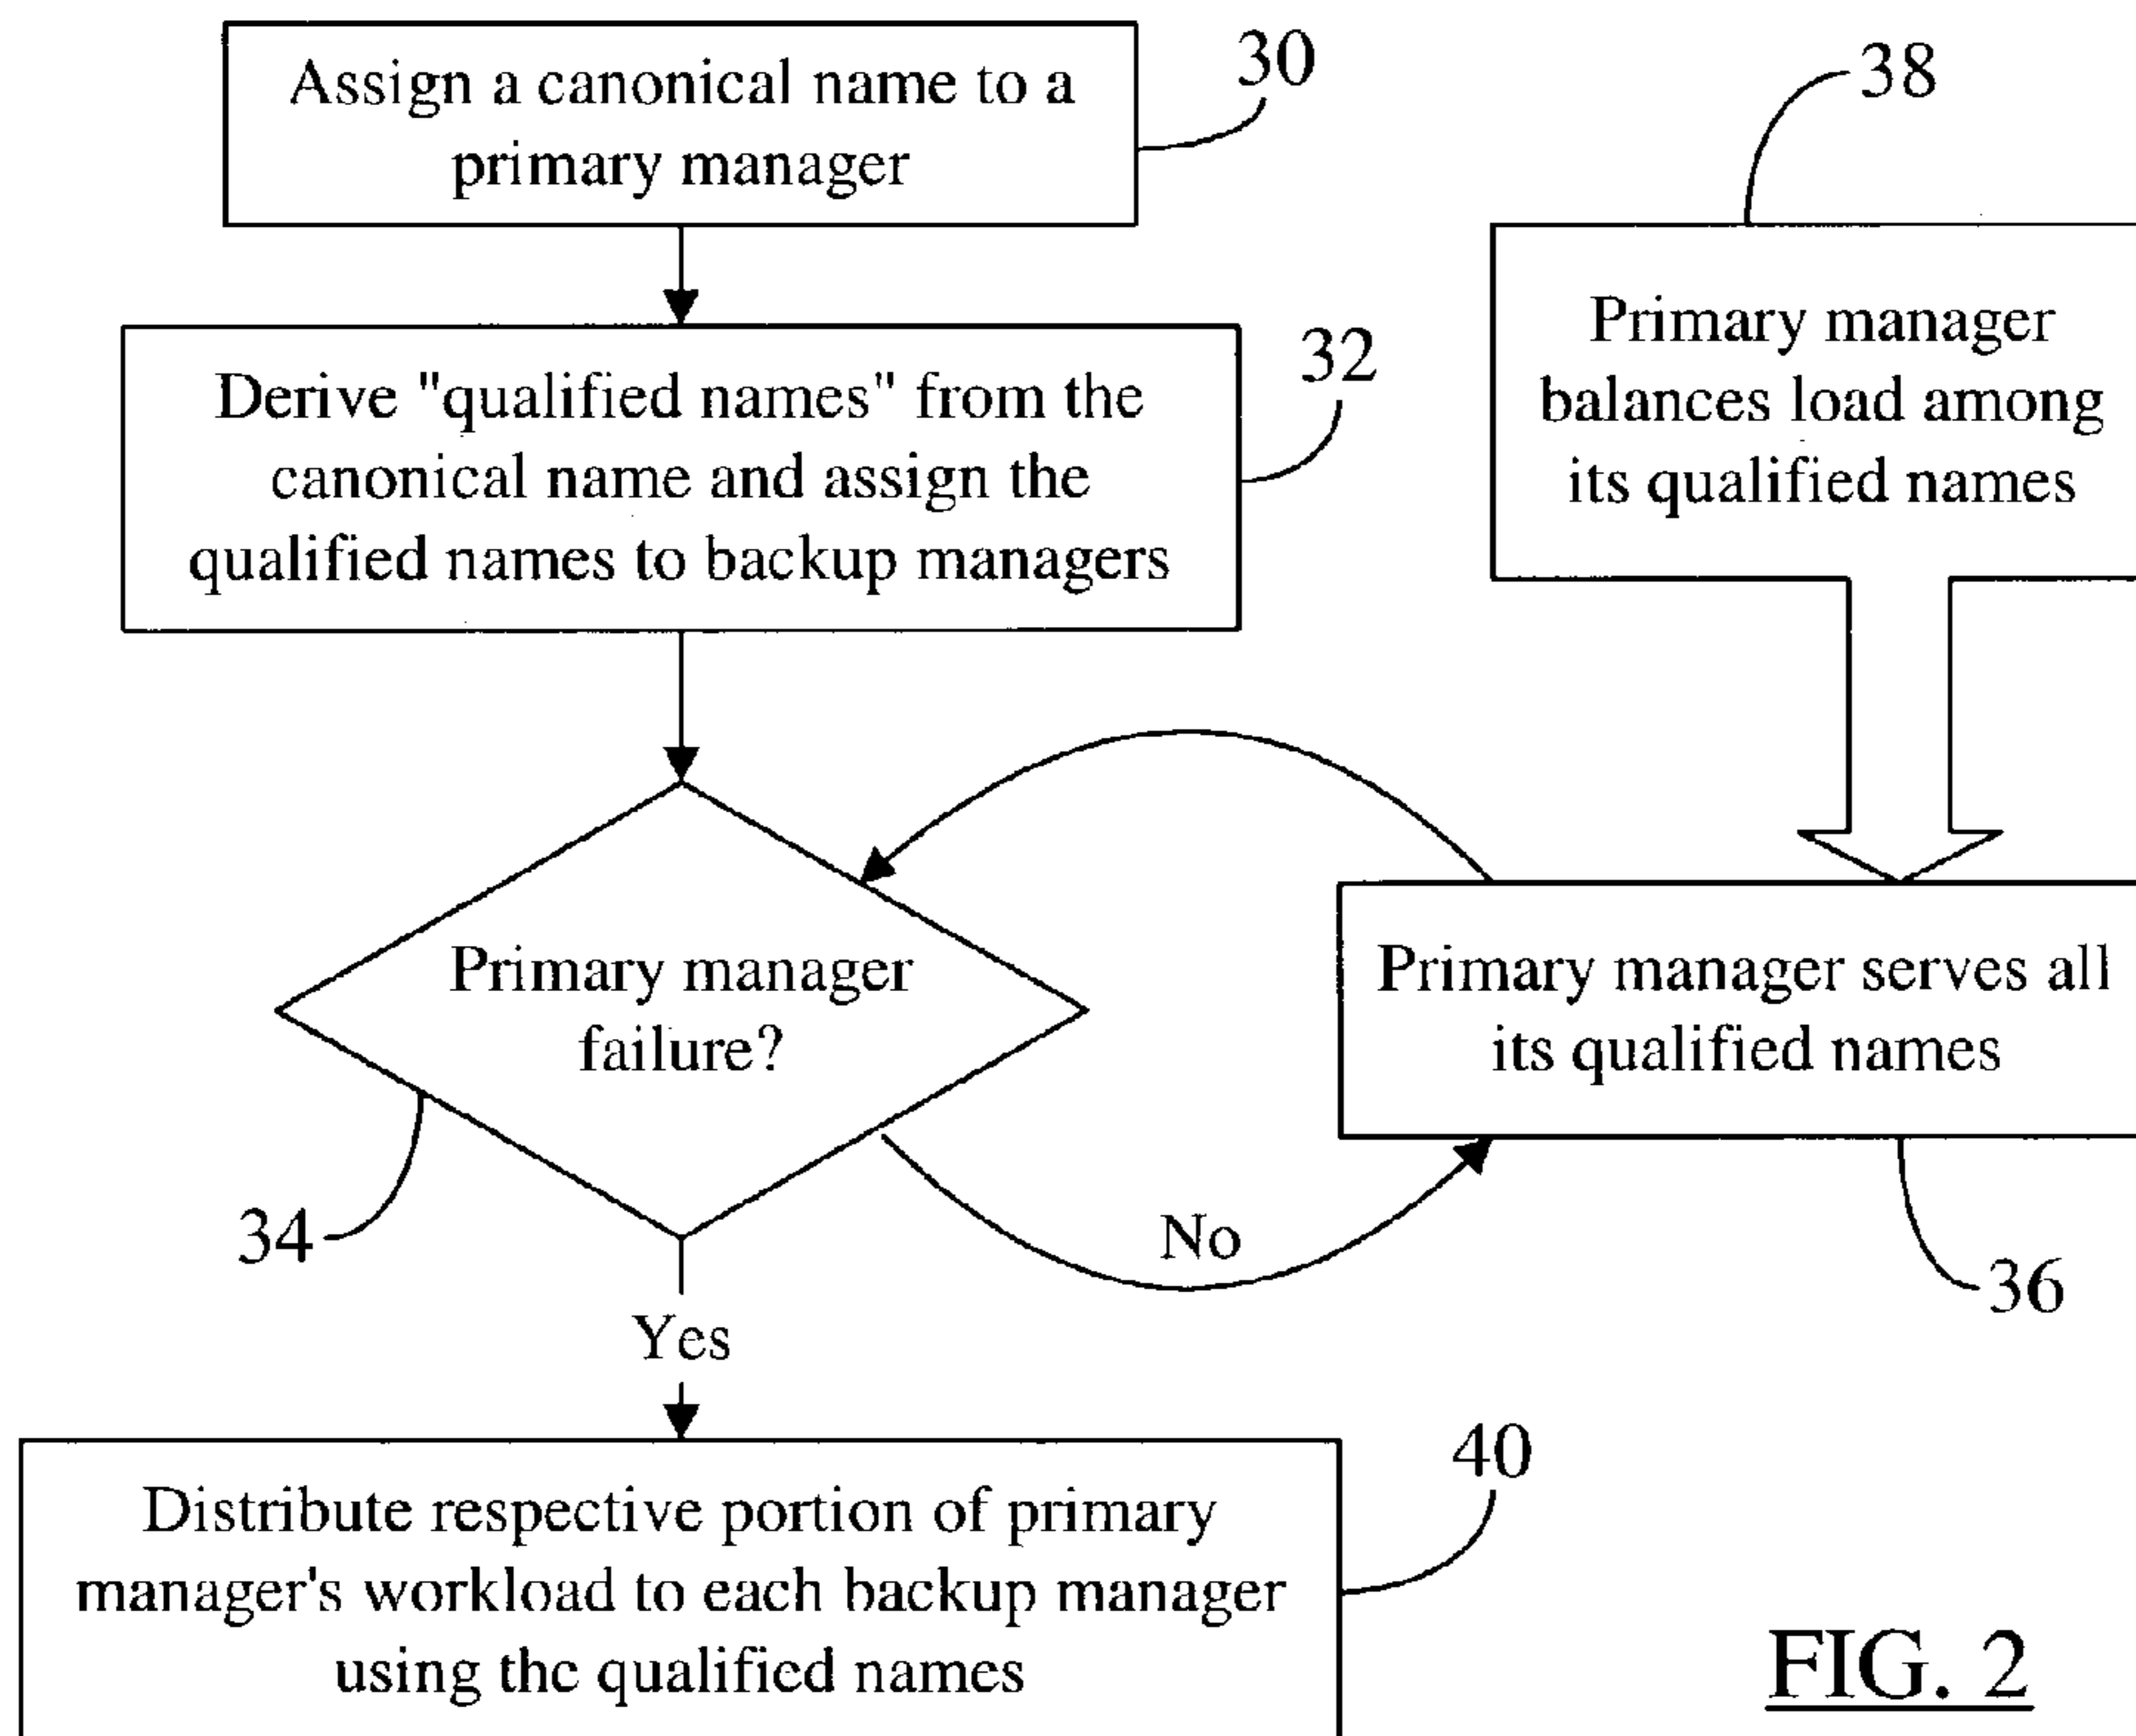 Assign a canonical name to a
primary manager
30
38
Derive "qualified names" from the
canonical name and assign the
qualified names to backup managers
32
Primary manager
balances load among
its qualified names
Primary manager
failure?
34
Primary manager serves all
its qualified names
36
No
Yes
Distribute respective portion of primary
manager's workload to each backup manager
using the qualified names
40
FIG. 2